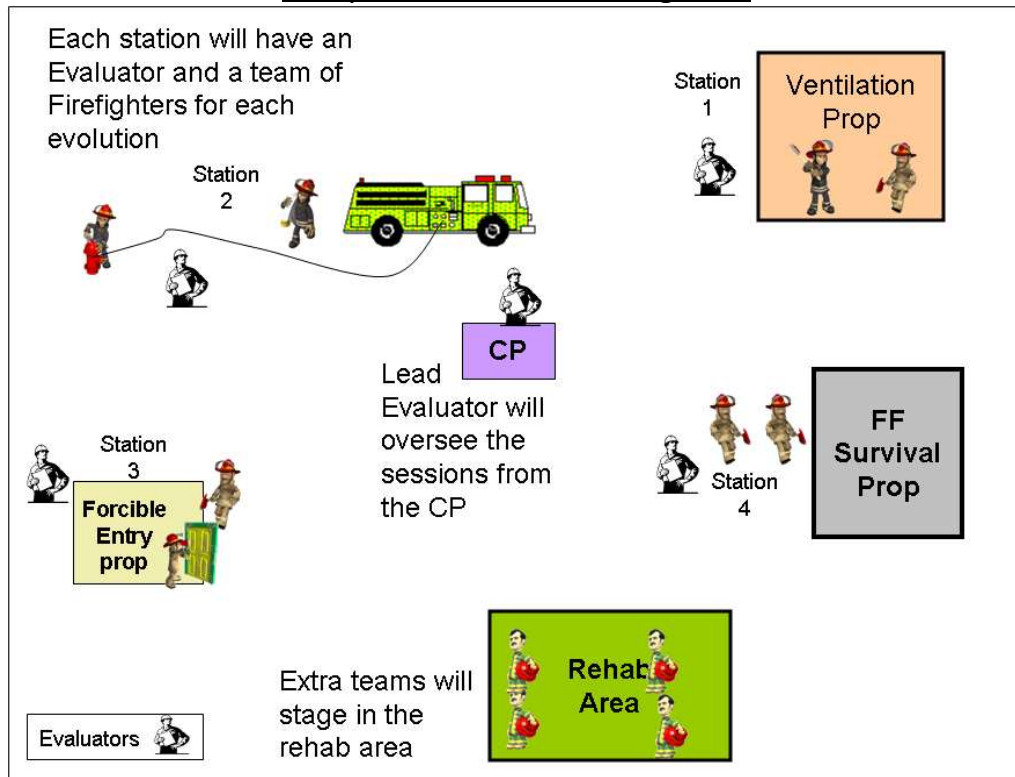 Each station will have an
Evaluator and a team of
Firefighters for each
evolution
Station
1
Ventilation
Prop
Station
2
CP
Lead
Evaluator will
oversee the
sessions from
the CP
Station
3
Forcible
Entry
prop
Station
4
FF
Survival
Prop
Extra teams will
stage in the
rehab area
Rehab
Area
Evaluators